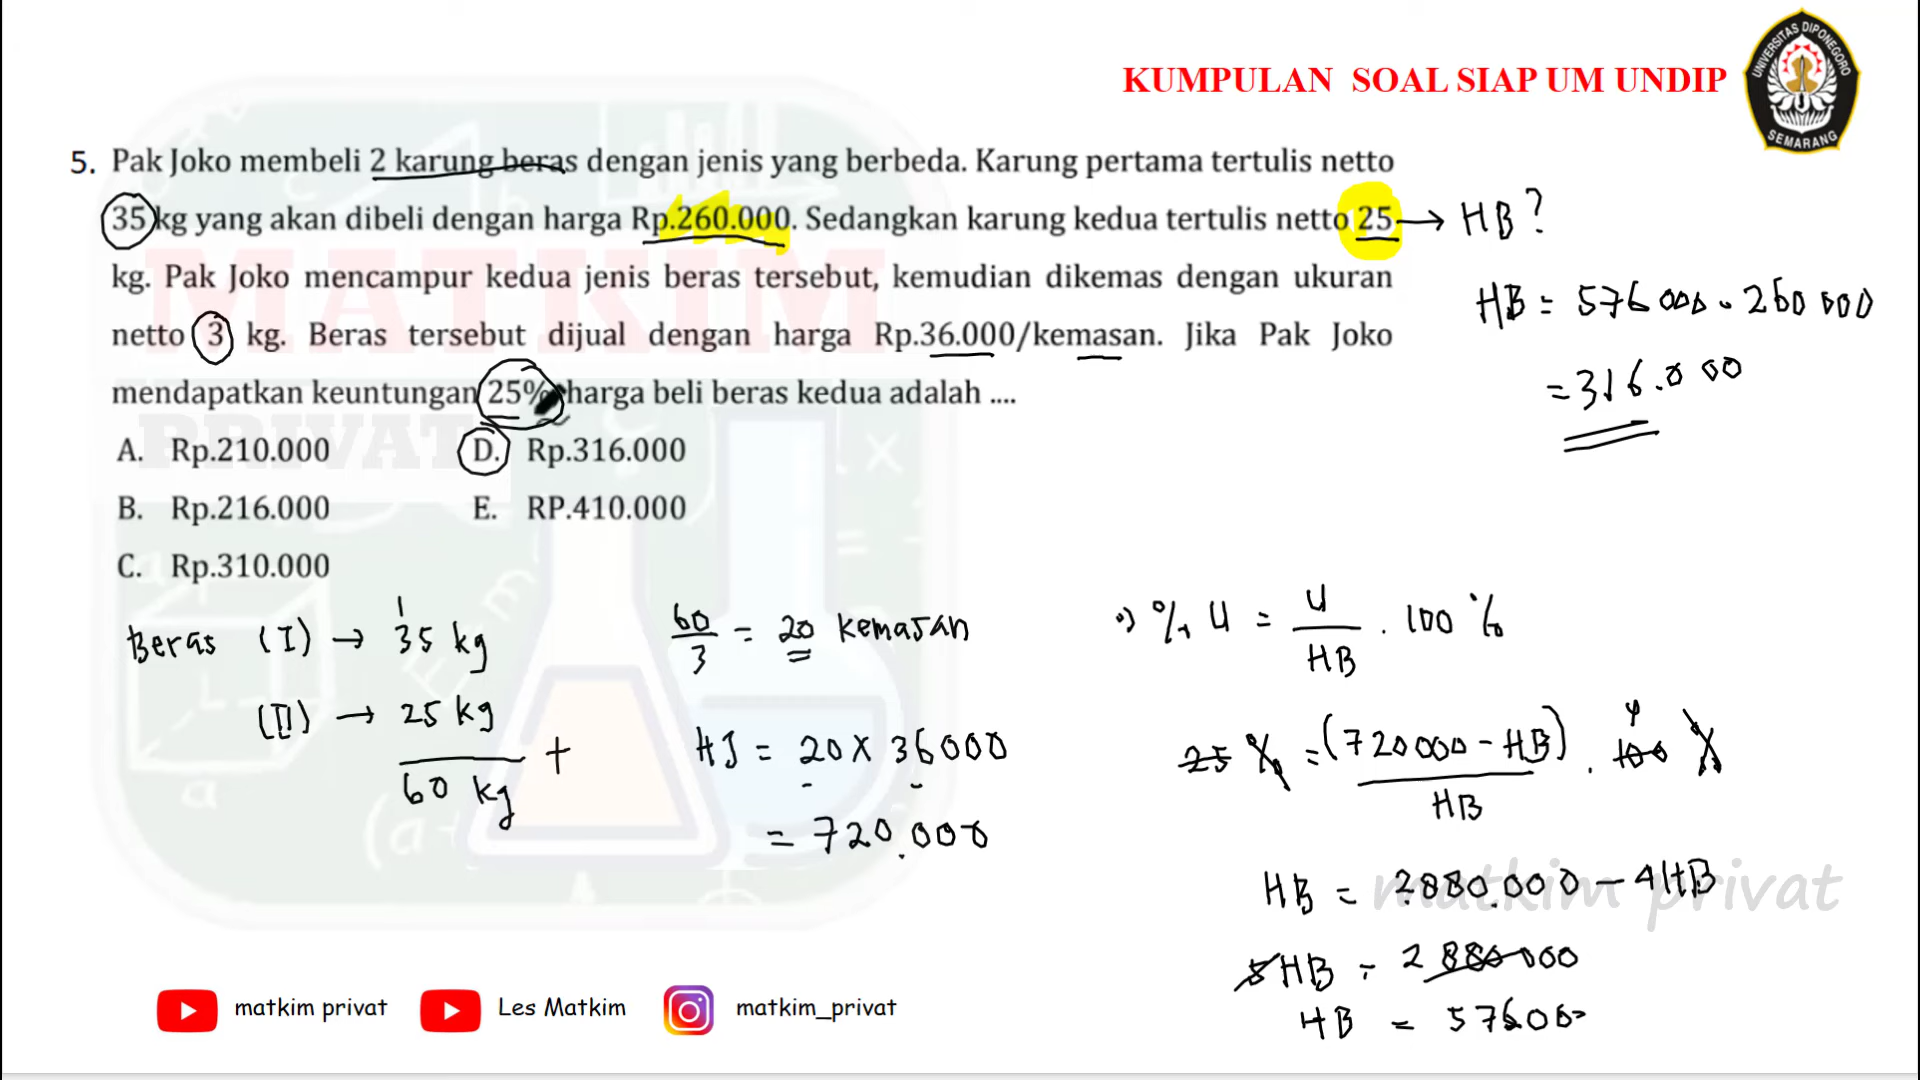 KUMPULAN SOAL SIAP UM UNDIP
UNIVERSITAS DIPONEGORO
SEMARANG
5. Pak Joko membeli 2 karung beras dengan jenis yang berbeda. Karung pertama tertulis netto
35 kg yang akan dibeli dengan harga Rp.260.000. Sedangkan karung kedua tertulis netto 25 → HB?
kg. Pak Joko mencampur kedua jenis beras tersebut, kemudian dikemas dengan ukuran
HB = 576000 - 260 000
netto 3 kg. Beras tersebut dijual dengan harga Rp.36.000/kemasan. Jika Pak Joko
mendapatkan keuntungan 25% harga beli beras kedua adalah ....
= 316.000
A. Rp.210.000
D. Rp.316.000
B. Rp.216.000
E. RP.410.000
C. Rp.310.000
MATKIM
PRIVAT
Beras (I) → 35 kg
1
(II) → 25 kg
+
60 kg
60/3 = 20 kemasan
HJ = 20 x 36000
= 720.000
% U = U/HB . 100 %
25 % = (720000 - HB)/HB . 100 %
4
HB = 2880.000 - 4HB
5HB = 2 880 000
HB = 576000
matkim privat
matkim privat
Les Matkim
matkim_privat